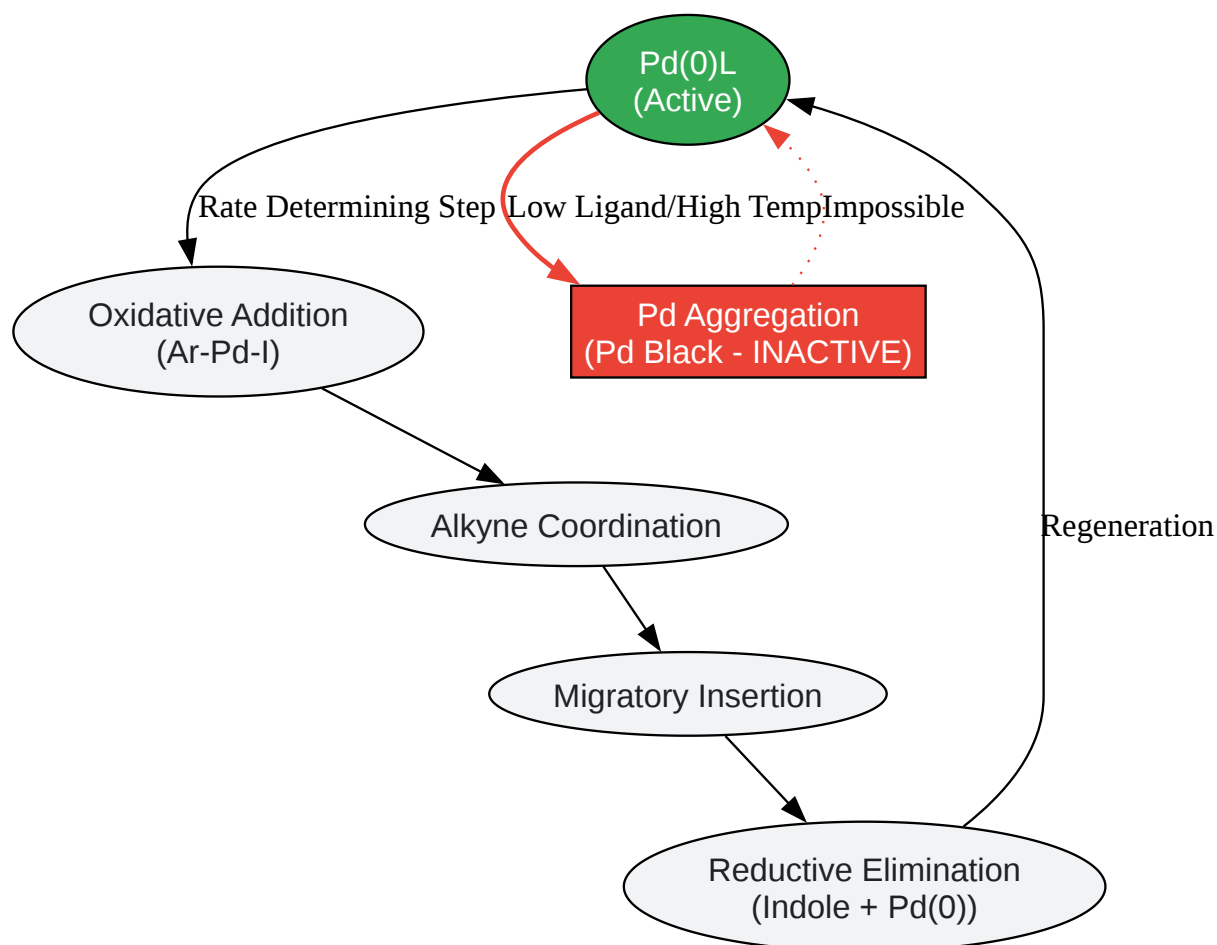 Pd(0)L
(Active)
Rate Determining Step
Low Ligand/High Temp
Impossible
Oxidative Addition
(Ar-Pd-I)
Pd Aggregation
(Pd Black - INACTIVE)
Alkyne Coordination
Regeneration
Migratory Insertion
Reductive Elimination
(Indole + Pd(0))